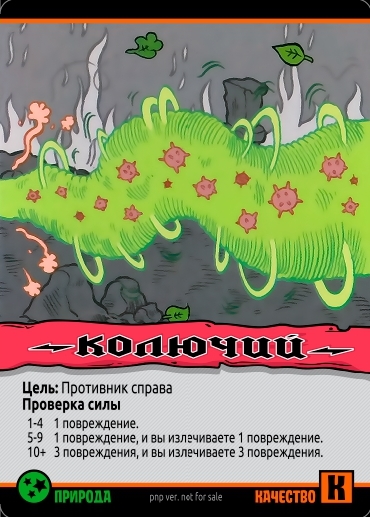 КОЛЮЧИЙ
Цель: Противник справа
Проверка силы
1-4 1 повреждение.
5-9 1 повреждение, и вы излечиваете 1 повреждение.
10+ 3 повреждения, и вы излечиваете 3 повреждения.
ПРИРОДА pnp ver. not for sale КАЧЕСТВО К